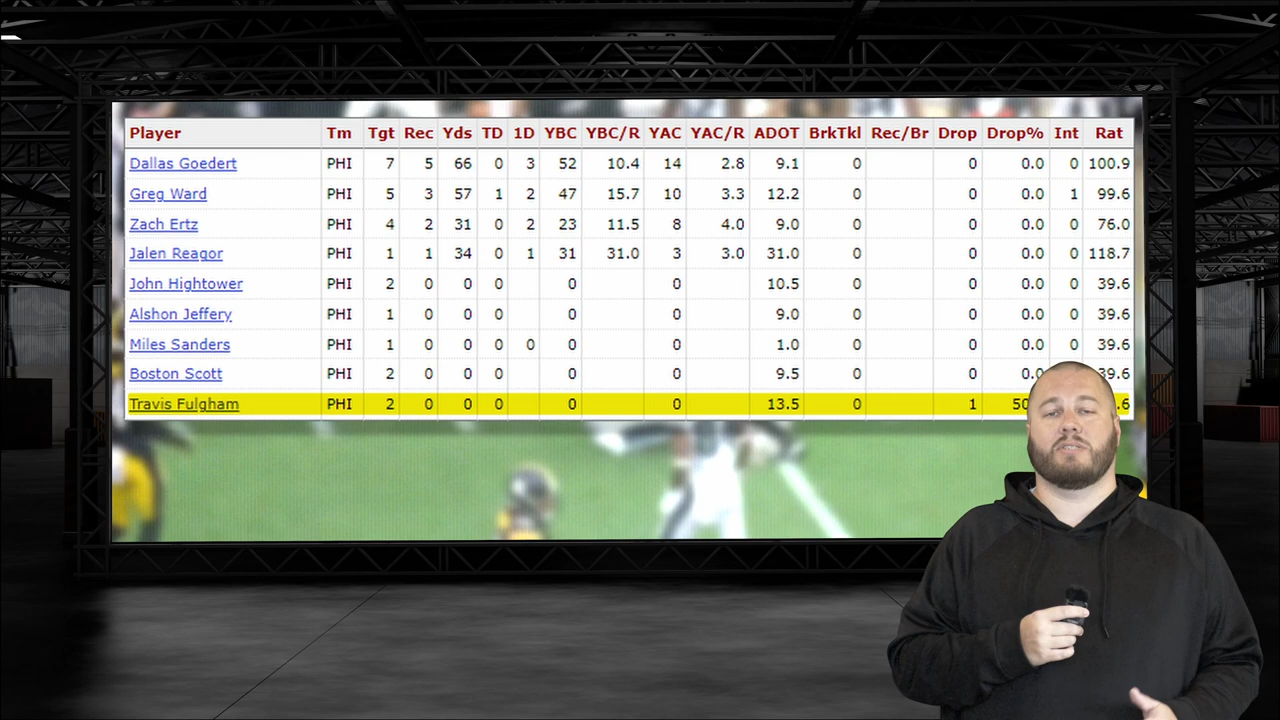 Player Tm Tgt Rec Yds TD 1D YBC YBC/R YAC YAC/R ADOT BrkTkl Rec/Br Drop Drop% Int Rat
Dallas Goedert PHI 7 5 66 0 3 52 10.4 14 2.8 9.1 0 0 0.0 0 100.9
Greg Ward PHI 5 3 57 1 2 47 15.7 10 3.3 12.2 0 0 0.0 1 99.6
Zach Ertz PHI 4 2 31 0 2 23 11.5 8 4.0 9.0 0 0 0.0 0 76.0
Jalen Reagor PHI 1 1 34 0 1 31 31.0 3 3.0 31.0 0 0 0.0 0 118.7
John Hightower PHI 2 0 0 0 0 0 10.5 0 0 0.0 0 39.6
Alshon Jeffery PHI 1 0 0 0 0 0 9.0 0 0 0.0 0 39.6
Miles Sanders PHI 1 0 0 0 0 0 0 1.0 0 0 0.0 0 39.6
Boston Scott PHI 2 0 0 0 0 0 9.5 0 0 0.0 0 39.6
Travis Fulgham PHI 2 0 0 0 0 0 13.5 0 1